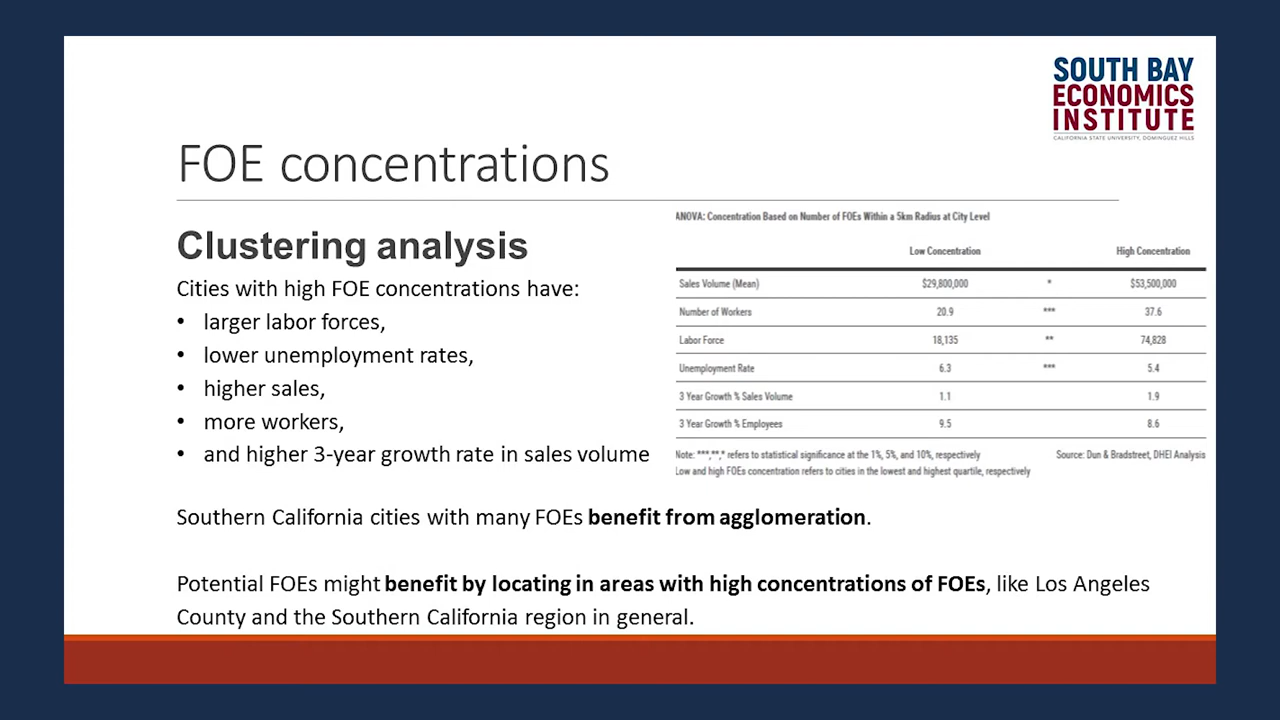 SOUTH BAY
ECONOMICS
INSTITUTE
CALIFORNIA STATE UNIVERSITY, DOMINGUEZ HILLS
FOE concentrations
Clustering analysis
Cities with high FOE concentrations have:
• larger labor forces,
• lower unemployment rates,
• higher sales,
• more workers,
• and higher 3-year growth rate in sales volume
ANOVA: Concentration Based on Number of FOEs Within a 5km Radius at City Level
Low Concentration High Concentration
Sales Volume (Mean) $29,800,000 * $53,500,000
Number of Workers 20.9 *** 37.6
Labor Force 18,135 ** 74,828
Unemployment Rate 6.3 *** 5.4
3 Year Growth % Sales Volume 1.1 1.9
3 Year Growth % Employees 9.5 8.6
Note: ***,**,* refers to statistical significance at the 1%, 5%, and 10%, respectively Source: Dun & Bradstreet, DHEI Analysis
Low and high FOEs concentration refers to cities in the lowest and highest quartile, respectively
Southern California cities with many FOEs benefit from agglomeration.
Potential FOEs might benefit by locating in areas with high concentrations of FOEs, like Los Angeles
County and the Southern California region in general.